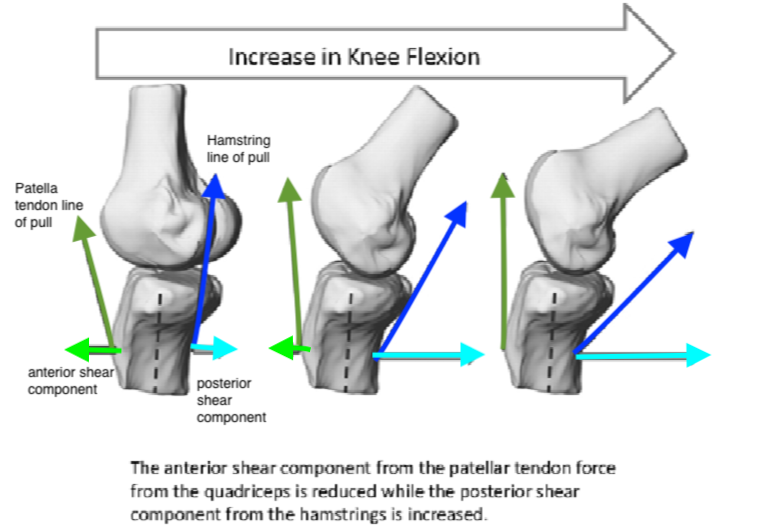 Increase in Knee Flexion
Hamstring
line of pull
Patella
tendon line
of pull
anterior shear
component
posterior
shear
component
The anterior shear component from the patellar tendon force
from the quadriceps is reduced while the posterior shear
component from the hamstrings is increased.